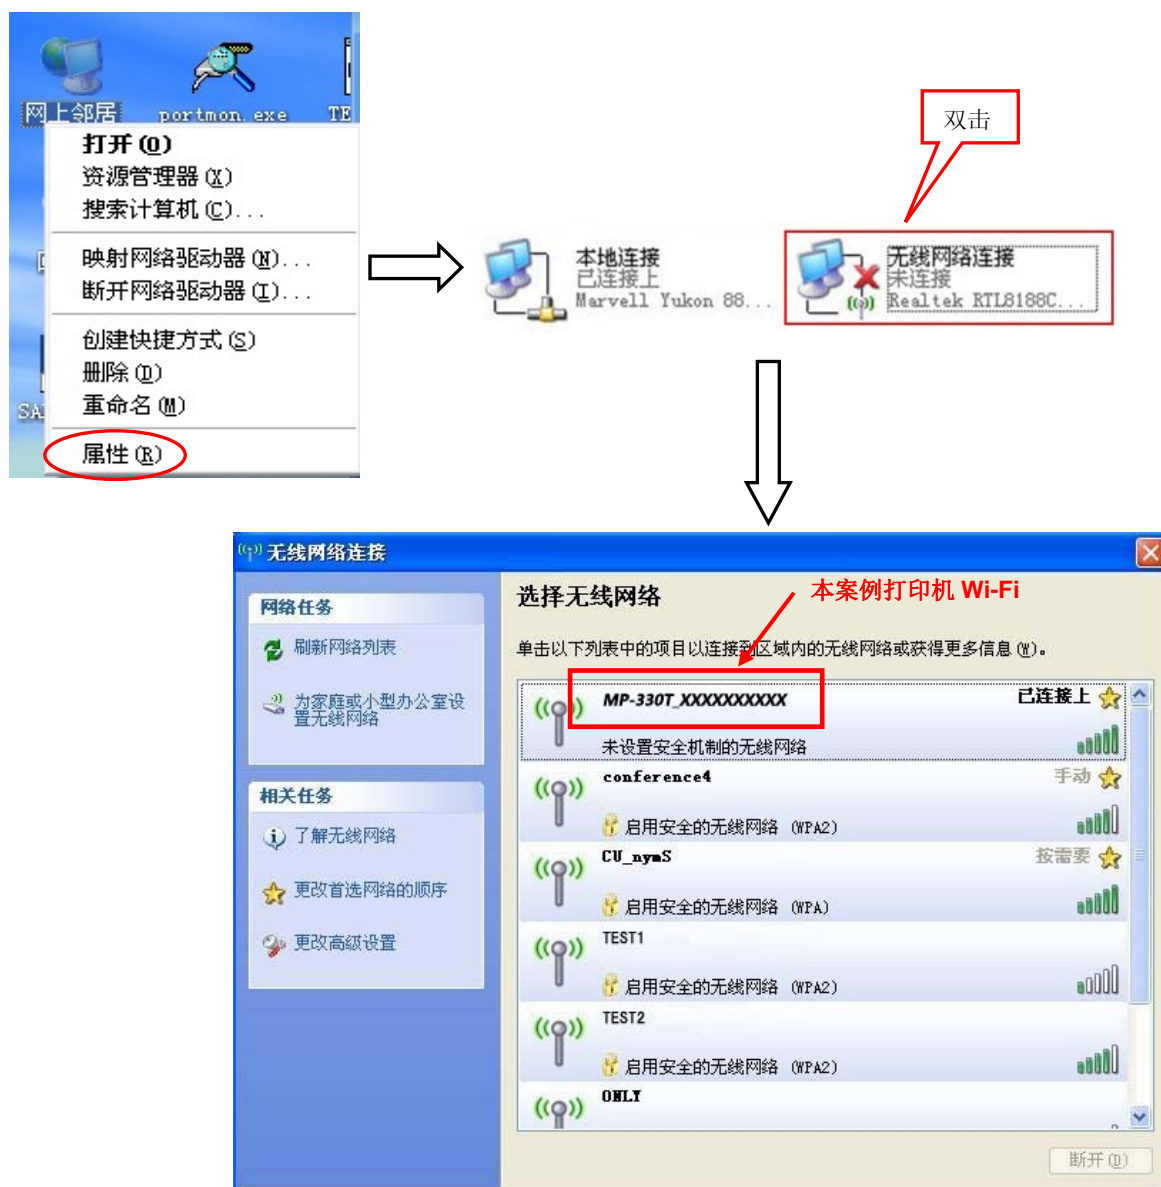 网上邻居
portmon.exe
TE
打开(O)
资源管理器(X)
搜索计算机(C)...
映射网络驱动器(N)...
断开网络驱动器(I)...
创建快捷方式(S)
删除(D)
重命名(M)
SA
属性(R)
双击
本地连接
已连接上
Marvell Yukon 88...
无线网络连接
未连接
Realtek RTL8188C...
无线网络连接
网络任务
刷新网络列表
为家庭或小型办公室设
置无线网络
相关任务
了解无线网络
更改首选网络的顺序
更改高级设置
选择无线网络
本案例打印机 Wi-Fi
单击以下列表中的项目以连接到区域内的无线网络或获得更多信息(W)。
MP-330T_XXXXXXXXXX
已连接上
未设置安全机制的无线网络
conference4
手动
启用安全的无线网络 (WPA2)
CU_nymS
按需要
启用安全的无线网络 (WPA)
TEST1
启用安全的无线网络 (WPA2)
TEST2
启用安全的无线网络 (WPA2)
ONLY
断开(D)